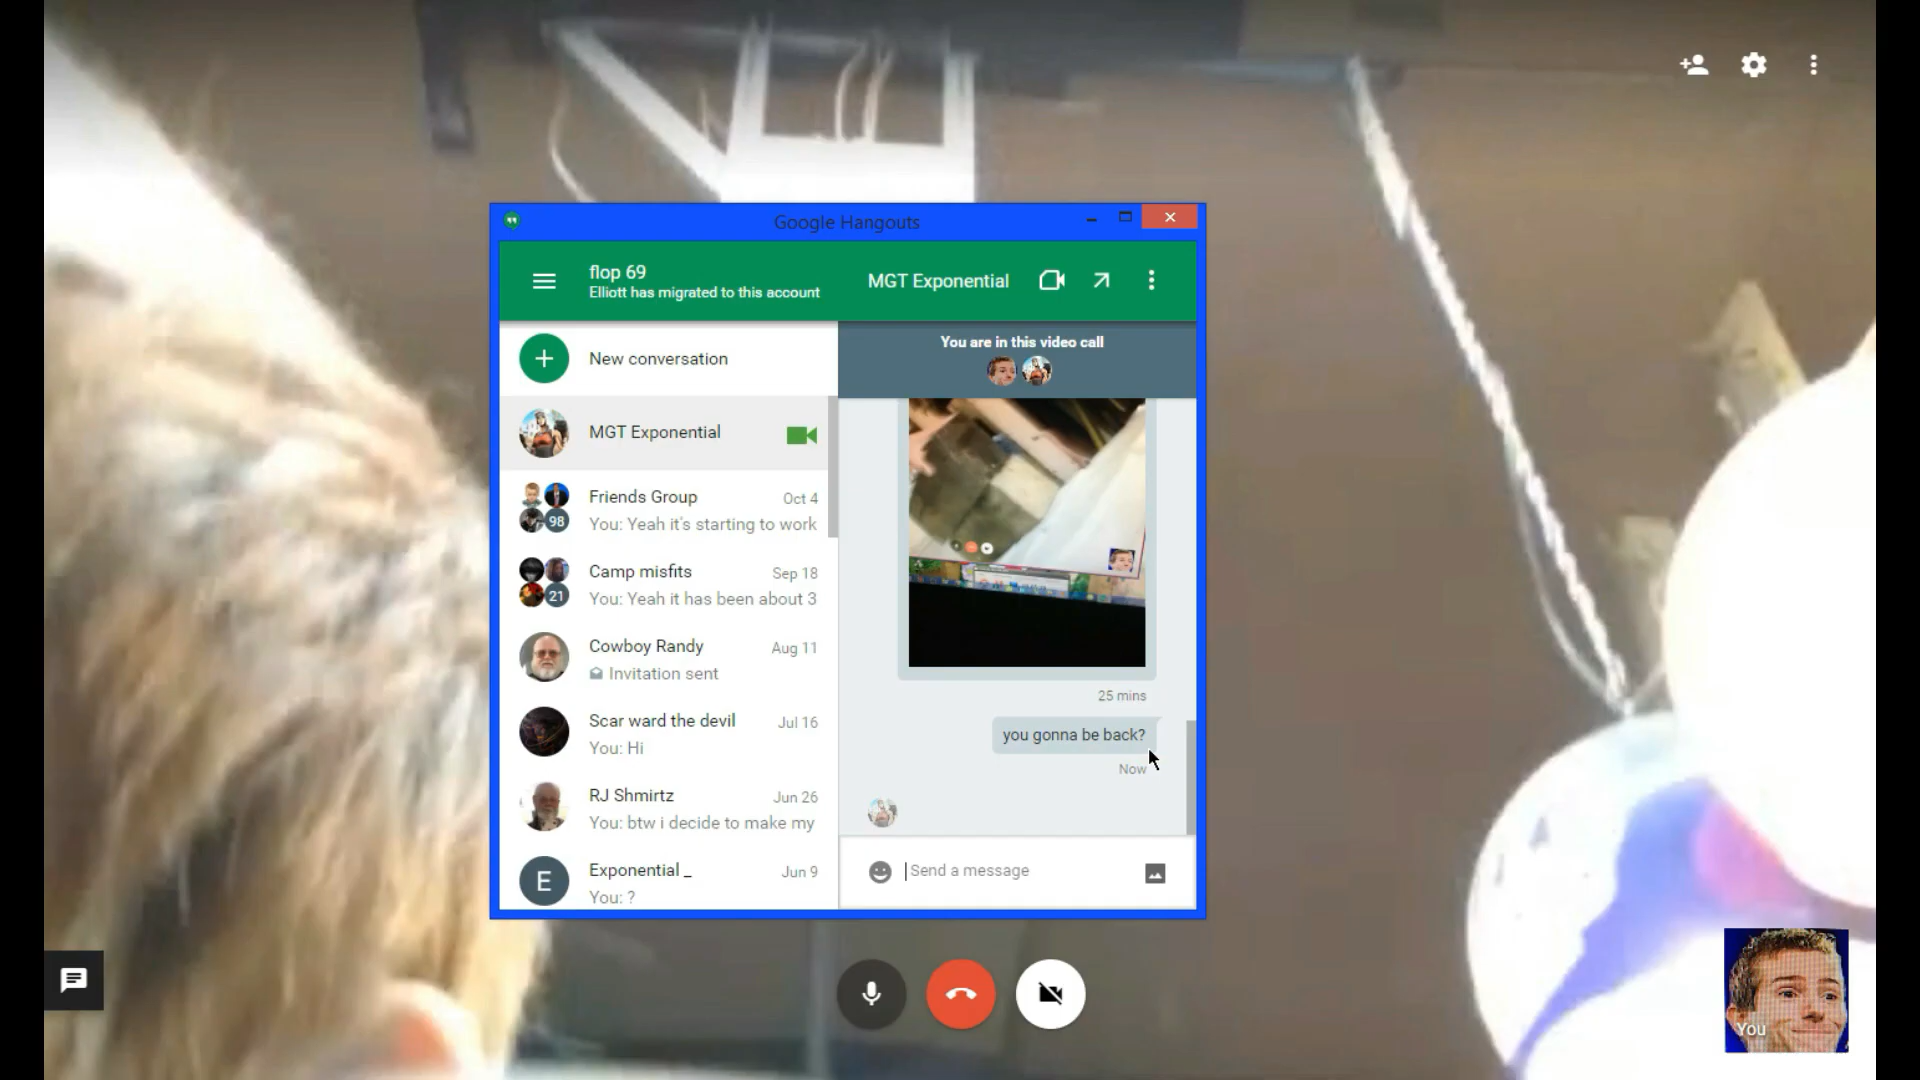 Google Hangouts
flop 69
Elliott has migrated to this account
MGT Exponential
New conversation
You are in this video call
MGT Exponential
Friends Group
Oct 4
98
You: Yeah it's starting to work
Camp misfits
Sep 18
21
You: Yeah it has been about 3
Cowboy Randy
Aug 11
Invitation sent
Scar ward the devil
Jul 16
You: Hi
RJ Shmirtz
Jun 26
You: btw i decide to make my
E
Exponential _
Jun 9
You: ?
25 mins
you gonna be back?
Now
Send a message
You